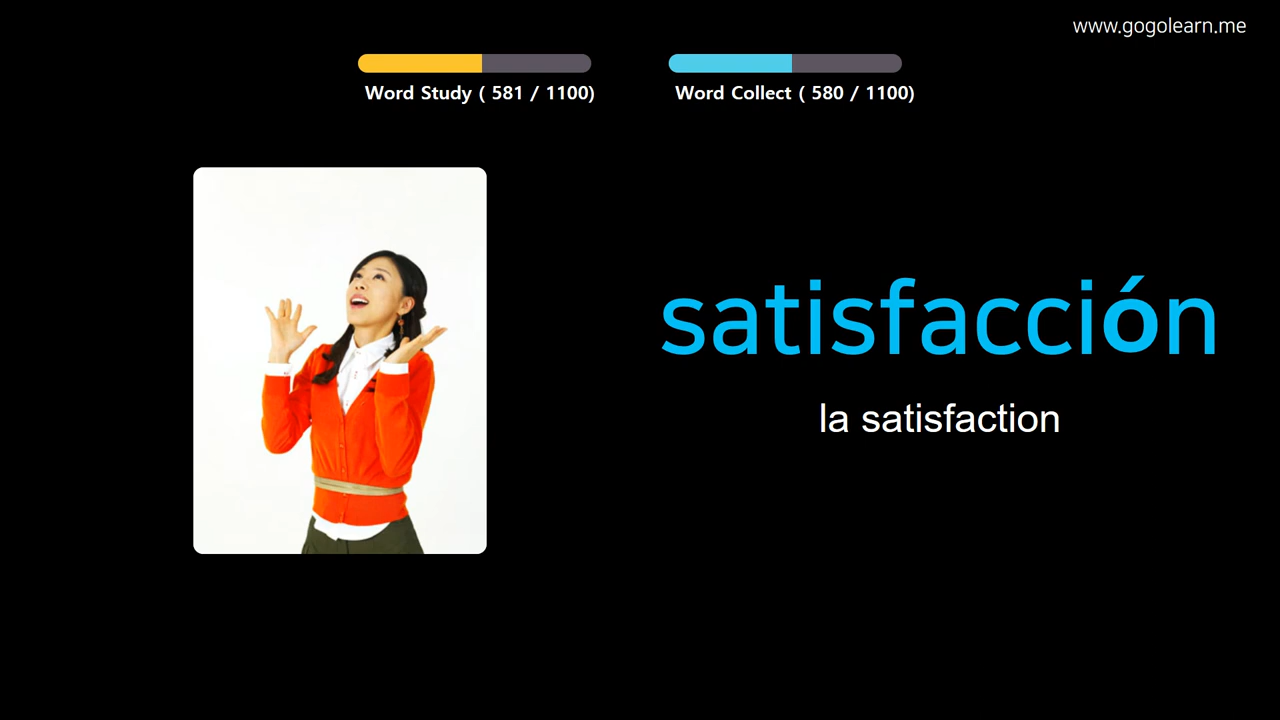 www.gogolearn.me
Word Study ( 581 / 1100)
Word Collect ( 580 / 1100)
satisfacción
la satisfaction